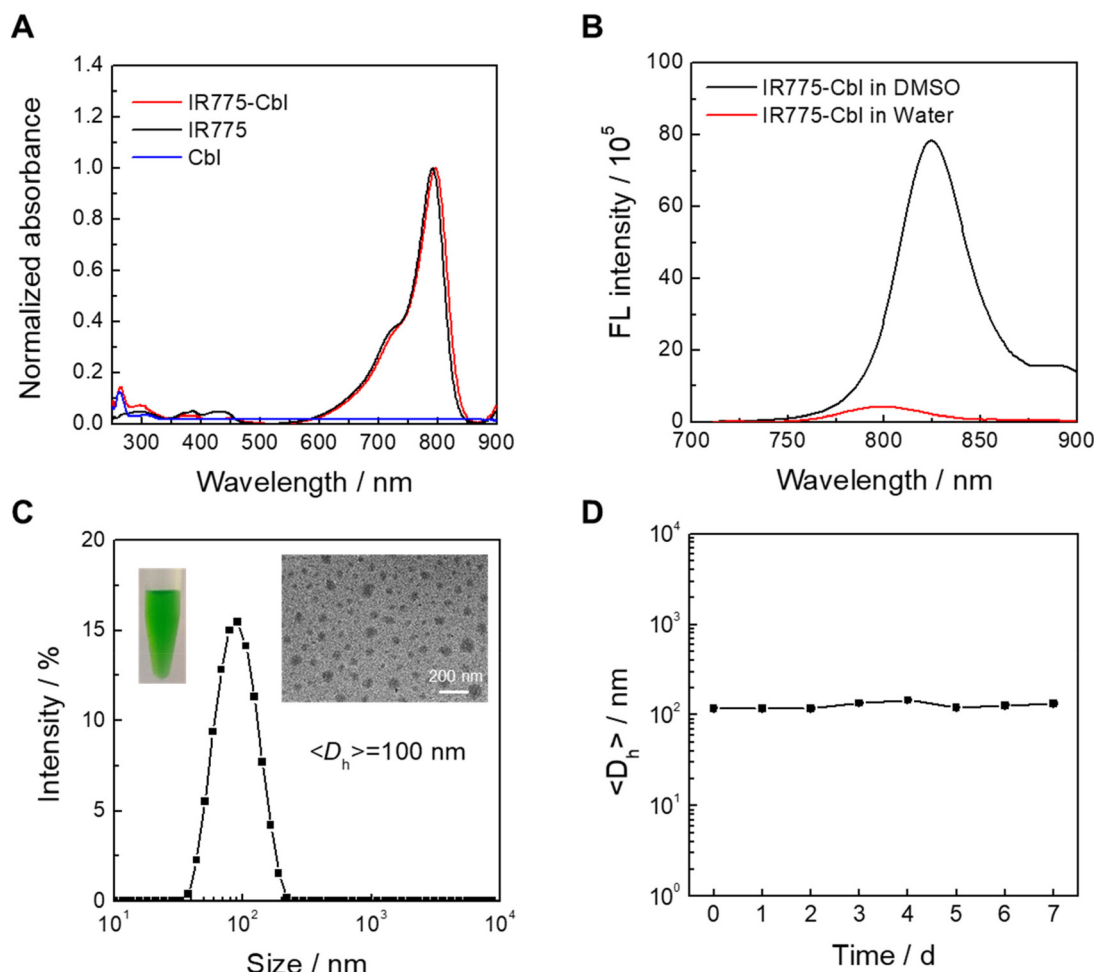 A
1.4
1.2
1.0
0.8
0.6
0.4
0.2
0.0
IR775-Cbl
IR775
Cbl
Normalized absorbance
300 400 500 600 700 800 900
Wavelength / nm
B
100
80
60
40
20
0
IR775-Cbl in DMSO
IR775-Cbl in Water
FL intensity / 10⁵
700 750 800 850 900
Wavelength / nm
C
20
15
10
5
0
200 nm
<Dₕ>=100 nm
Intensity / %
10¹ 10² 10³ 10⁴
Size / nm
D
10⁴
10³
10²
10¹
10⁰
<Dₕ> / nm
0 1 2 3 4 5 6 7
Time / d